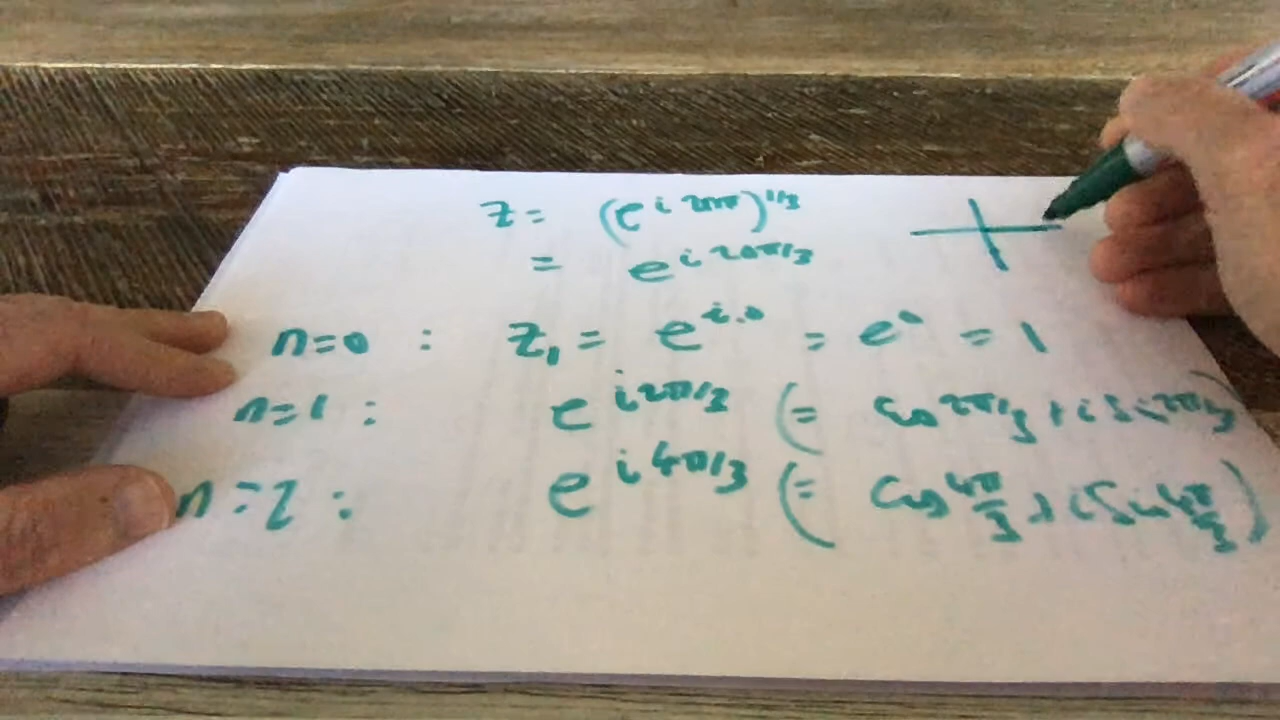 z = (e^{i 2nπ})^{1/3}
= e^{i 2nπ/3}
n=0 : z₁ = e^{i.0} = e^0 = 1
n=1 : e^{i2π/3} (= Cos 2π/3 + i Sin 2π/3)
n=2 : e^{i4π/3} (= Cos 4π/3 + i Sin 4π/3)